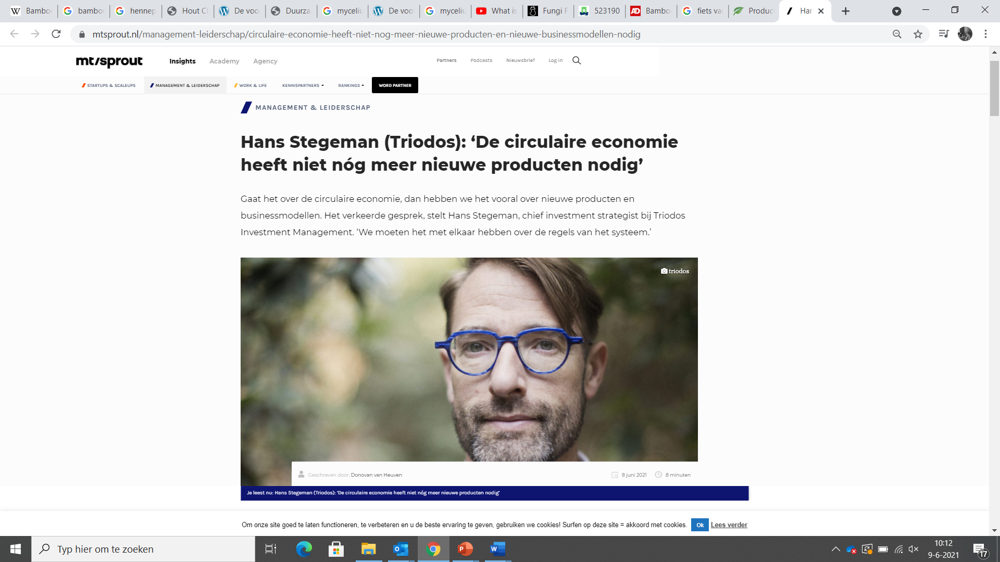 Bamboe
bamboe
hennep
Hout Cl
De voo
Duurza
myceliu
De voo
myceliu
What is
Fungi F
523190
Bamboe
fiets va
Produc
Har
mtsprout.nl/management-leiderschap/circulaire-economie-heeft-niet-nog-meer-nieuwe-producten-en-nieuwe-businessmodellen-nodig
mt/sprout
Insights Academy Agency
Partners Podcasts Nieuwsbrief Log in
STARTUPS & SCALEUPS MANAGEMENT & LEIDERSCHAP WORK & LIFE KENNISPARTNERS RANKINGS WORD PARTNER
MANAGEMENT & LEIDERSCHAP
Hans Stegeman (Triodos): ‘De circulaire economie
heeft niet nóg meer nieuwe producten nodig’
Gaat het over de circulaire economie, dan hebben we het vooral over nieuwe producten en
businessmodellen. Het verkeerde gesprek, stelt Hans Stegeman, chief investment strategist bij Triodos
Investment Management. ‘We moeten het met elkaar hebben over de regels van het systeem.’
triodos
Geschreven door: Donovan van Heuven 8 juni 2021 8 minuten
Je leest nu: Hans Stegeman (Triodos): ‘De circulaire economie heeft niet nóg meer nieuwe producten nodig’
Om onze site goed te laten functioneren, te verbeteren en u de beste ervaring te geven, gebruiken we cookies! Surfen op deze site = akkoord met cookies. Ok Lees verder
Typ hier om te zoeken
10:12
9-6-2021
17